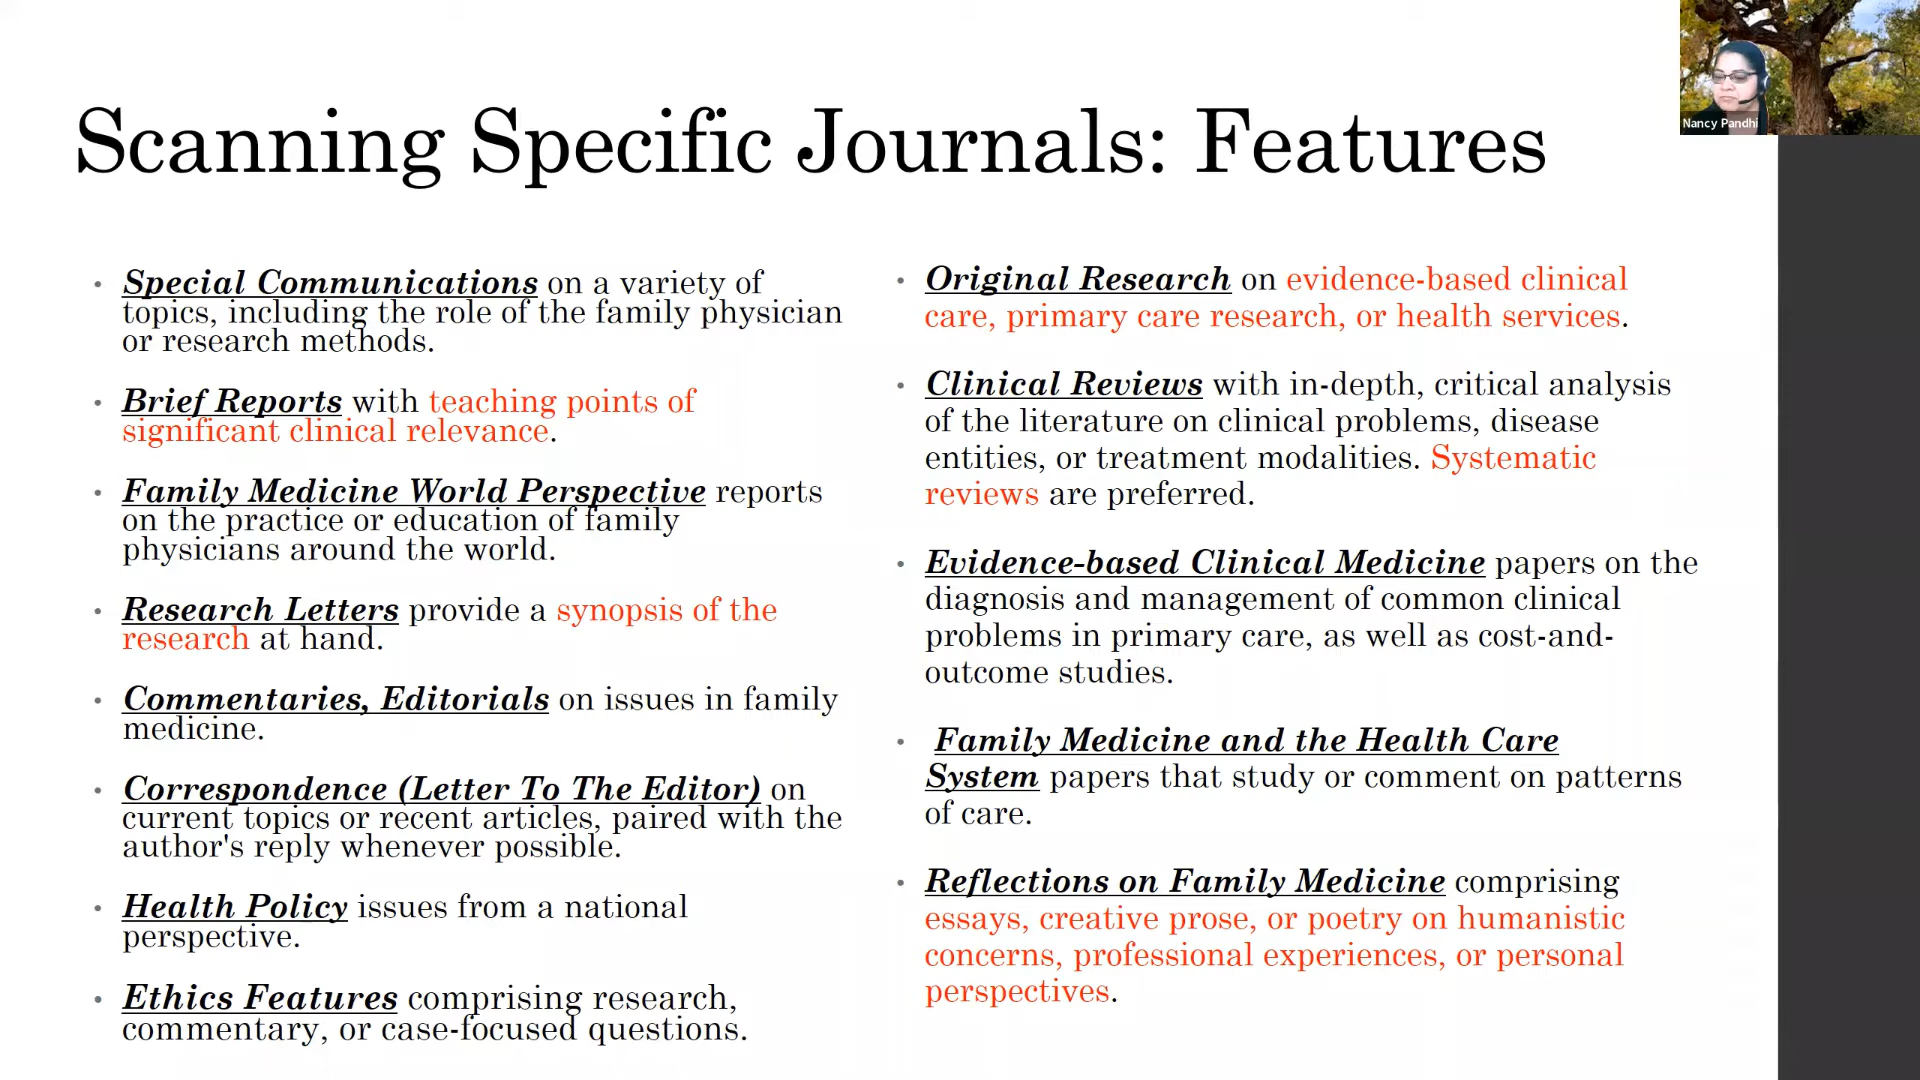 Scanning Specific Journals: Features
Nancy Pandhi
• Special Communications on a variety of
topics, including the role of the family physician
or research methods.
• Brief Reports with teaching points of
significant clinical relevance.
• Family Medicine World Perspective reports
on the practice or education of family
physicians around the world.
• Research Letters provide a synopsis of the
research at hand.
• Commentaries, Editorials on issues in family
medicine.
• Correspondence (Letter To The Editor) on
current topics or recent articles, paired with the
author's reply whenever possible.
• Health Policy issues from a national
perspective.
• Ethics Features comprising research,
commentary, or case-focused questions.
• Original Research on evidence-based clinical
care, primary care research, or health services.
• Clinical Reviews with in-depth, critical analysis
of the literature on clinical problems, disease
entities, or treatment modalities. Systematic
reviews are preferred.
• Evidence-based Clinical Medicine papers on the
diagnosis and management of common clinical
problems in primary care, as well as cost-and-
outcome studies.
• Family Medicine and the Health Care
System papers that study or comment on patterns
of care.
• Reflections on Family Medicine comprising
essays, creative prose, or poetry on humanistic
concerns, professional experiences, or personal
perspectives.